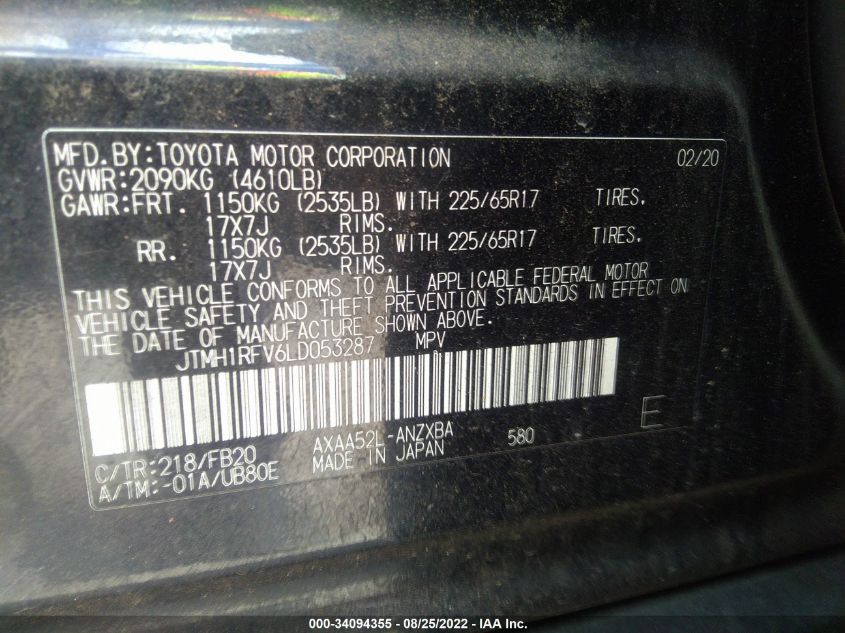 MFD.BY:TOYOTA MOTOR CORPORATION 02/20
GVWR:2090KG (4610LB)
GAWR:FRT. 1150KG (2535LB) WITH 225/65R17 TIRES.
17X7J RIMS.
RR. 1150KG (2535LB) WITH 225/65R17 TIRES.
17X7J RIMS.
THIS VEHICLE CONFORMS TO ALL APPLICABLE FEDERAL MOTOR
VEHICLE SAFETY AND THEFT PREVENTION STANDARDS IN EFFECT ON
THE DATE OF MANUFACTURE SHOWN ABOVE.
JTMH1RFV6LD053287 MPV
E
C/TR:218/FB20 AXAA52L-ANZXBA 580
A/TM:-01A/UB80E MADE IN JAPAN
000-34094355 - 08/25/2022 - IAA Inc.